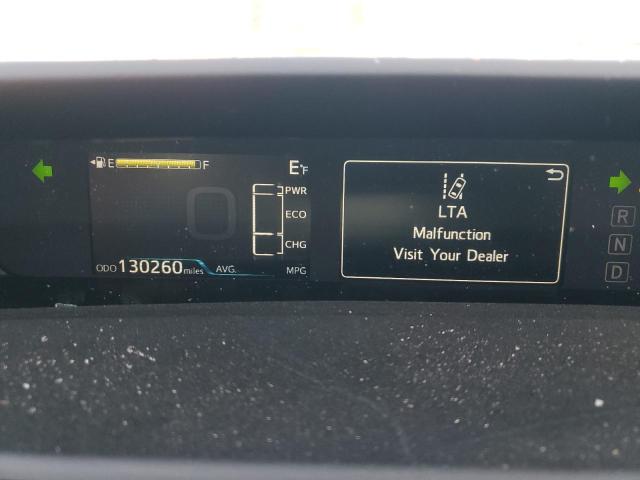 E F
E°F
PWR
ECO
CHG
ODO 130260 miles AVG. MPG
LTA
Malfunction
Visit Your Dealer
R
N
D